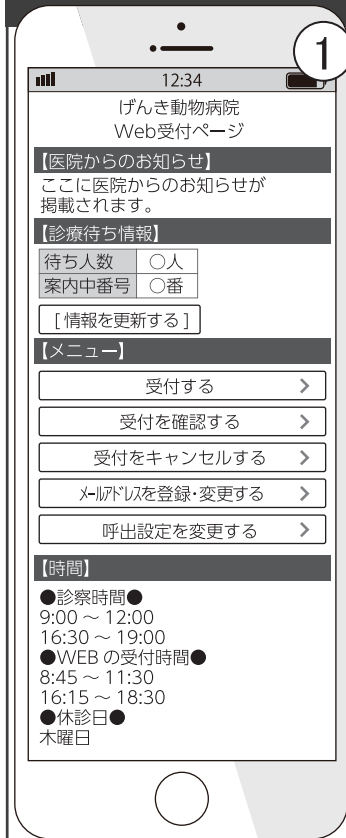 1
12:34
げんき動物病院
Web受付ページ
【医院からのお知らせ】
ここに医院からのお知らせが
掲載されます。
【診療待ち情報】
待ち人数 ○人
案内中番号 ○番
[ 情報を更新する ]
【メニュー】
受付する
受付を確認する
受付をキャンセルする
メールアドレスを登録・変更する
呼出設定を変更する
【時間】
●診察時間●
9:00 ～ 12:00
16:30 ～ 19:00
●WEB の受付時間●
8:45 ～ 11:30
16:15 ～ 18:30
●休診日●
木曜日